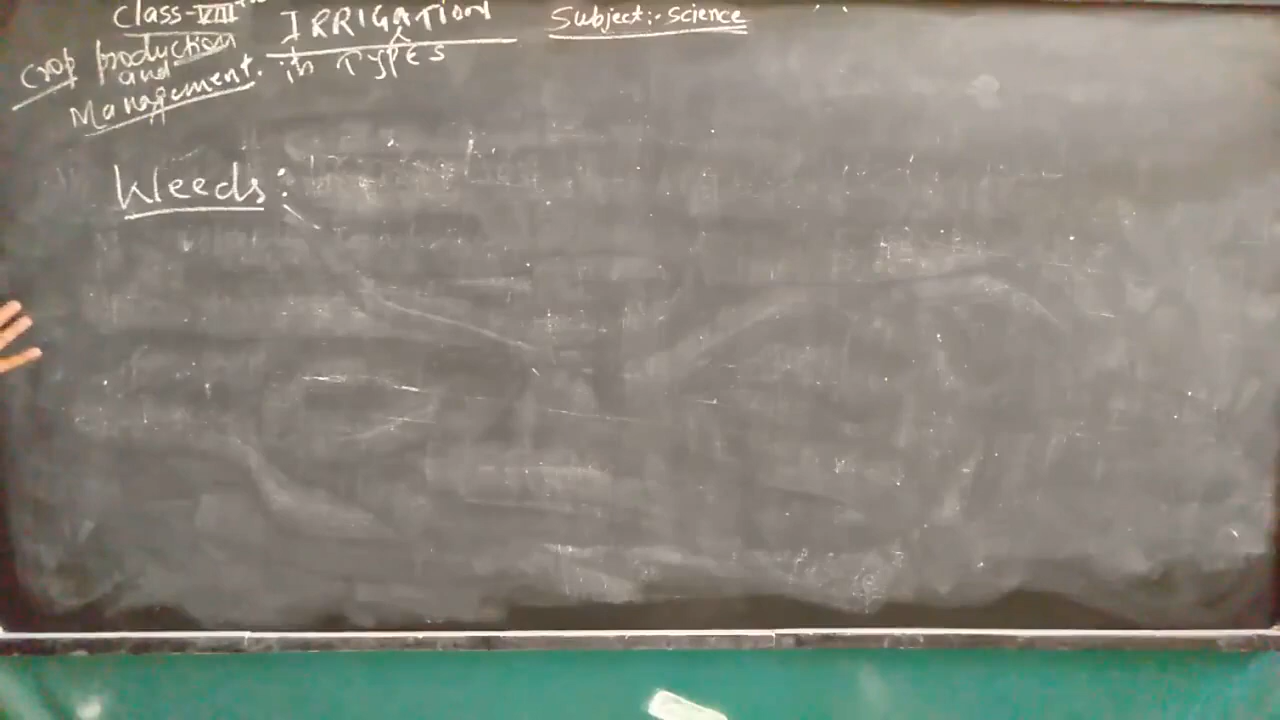 Class-VIII
Crop production
and
Management.
IRRIGATION
in TYPES
Subject:- Science
Weeds: